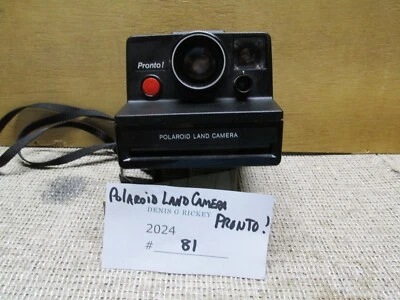 Pronto!
POLAROID LAND CAMERA
POLAROID LAND CAMERA
DENIS G RICKEY
PRONTO!
2024
# 81